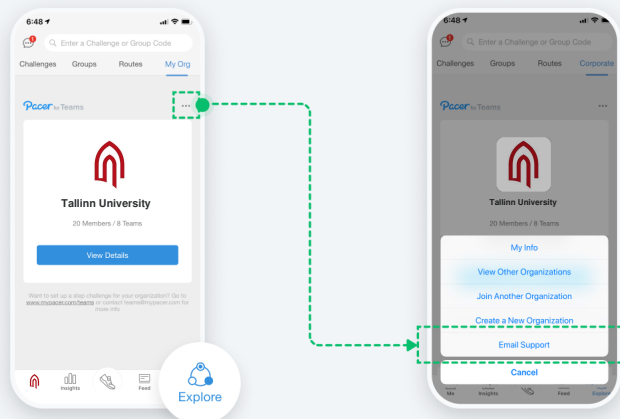 6:48
1
Enter a Challenge or Group Code
Challenges Groups Routes My Org
Pacer for Teams
...
Tallinn University
20 Members / 8 Teams
View Details
Want to set up a step challenge for your organization? Go to
www.mypacer.com/teams or contact teams@mypacer.com for
more info.
Insights
Feed
Explore
6:48
Enter a Challenge or Group Code
Challenges Groups Routes Corporate
Pacer for Teams
...
Tallinn University
20 Members / 8 Teams
My Info
View Other Organizations
Join Another Organization
Create a New Organization
Email Support
Cancel
Me Insights Feed Explore